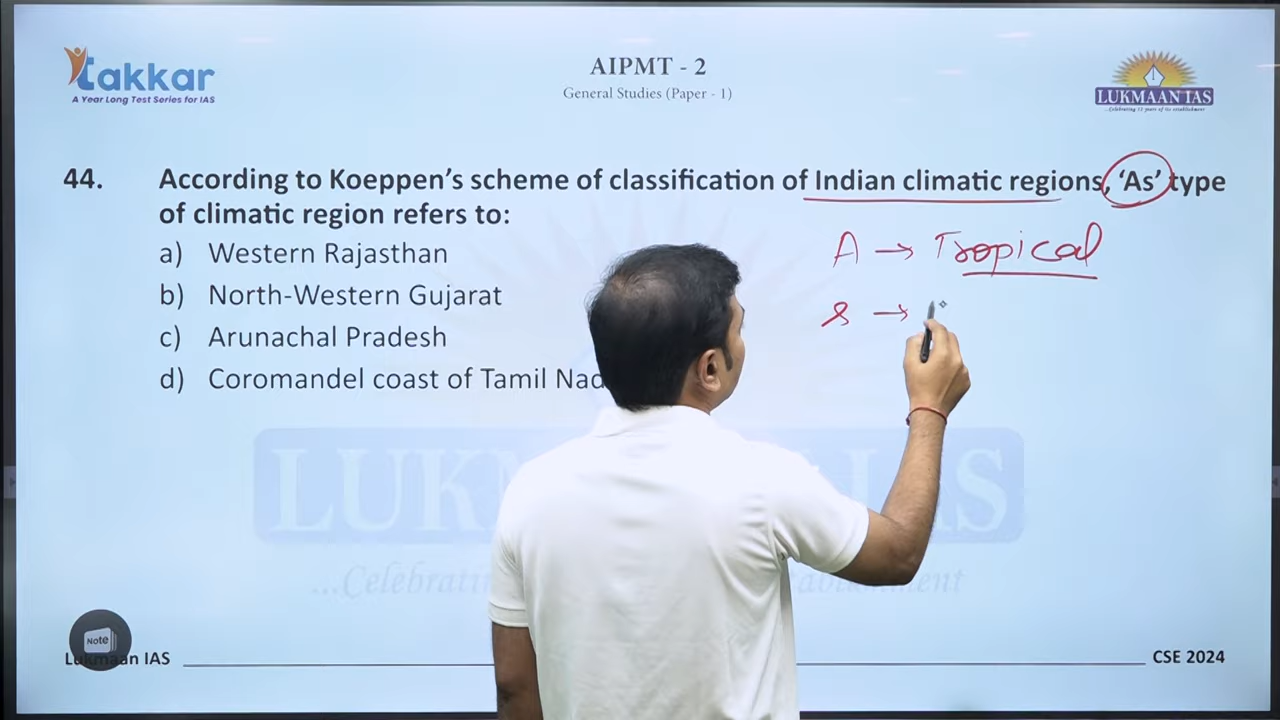 takkar
A Year Long Test Series for IAS
AIPMT - 2
General Studies (Paper - 1)
LUKMAAN IAS
44. According to Koeppen's scheme of classification of Indian climatic regions, 'As' type
of climatic region refers to:
a) Western Rajasthan
b) North-Western Gujarat
c) Arunachal Pradesh
d) Coromandel coast of Tamil Nad
A → Tropical
s →
Note
Lukmaan IAS
CSE 2024